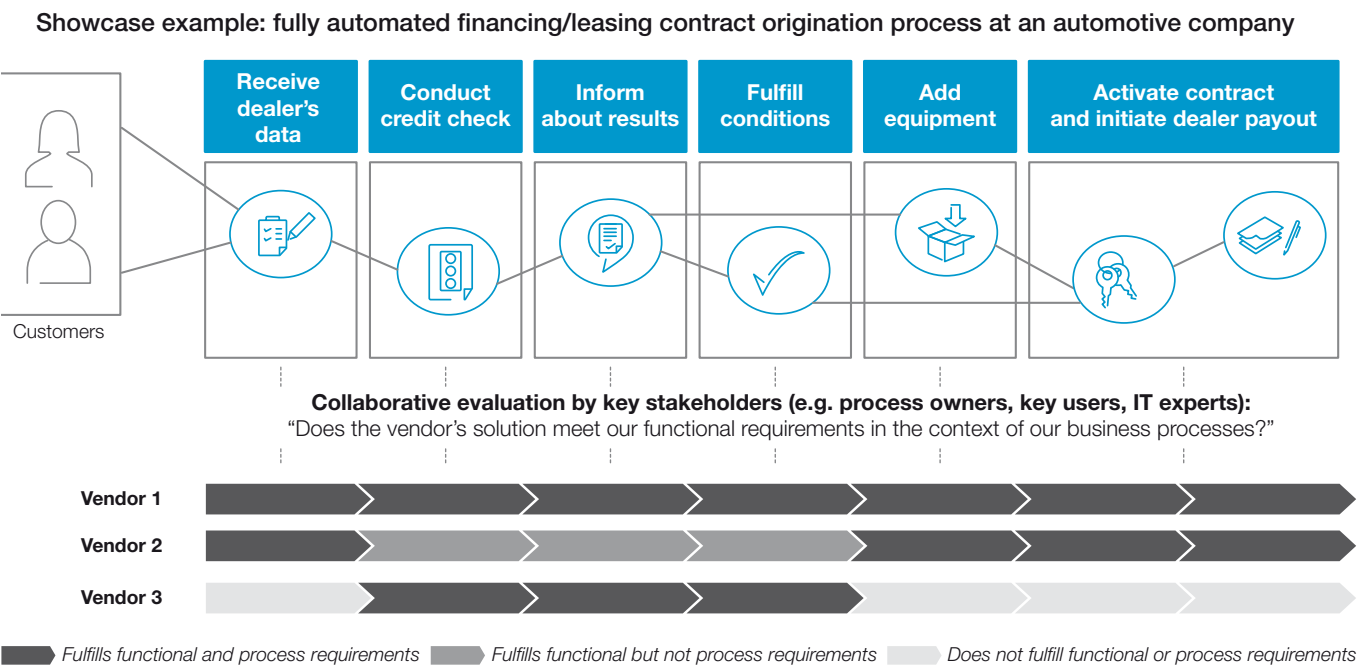 Showcase example: fully automated financing/leasing contract origination process at an automotive company
Receive
dealer's
data
Conduct
credit check
Inform
about results
Fulfill
conditions
Add
equipment
Activate contract
and initiate dealer payout
Customers
Collaborative evaluation by key stakeholders (e.g. process owners, key users, IT experts):
“Does the vendor’s solution meet our functional requirements in the context of our business processes?”
Vendor 1
Vendor 2
Vendor 3
Fulfills functional and process requirements
Fulfills functional but not process requirements
Does not fulfill functional or process requirements